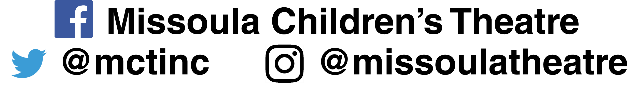 Missoula Children's Theatre
@mctinc @missoulatheatre